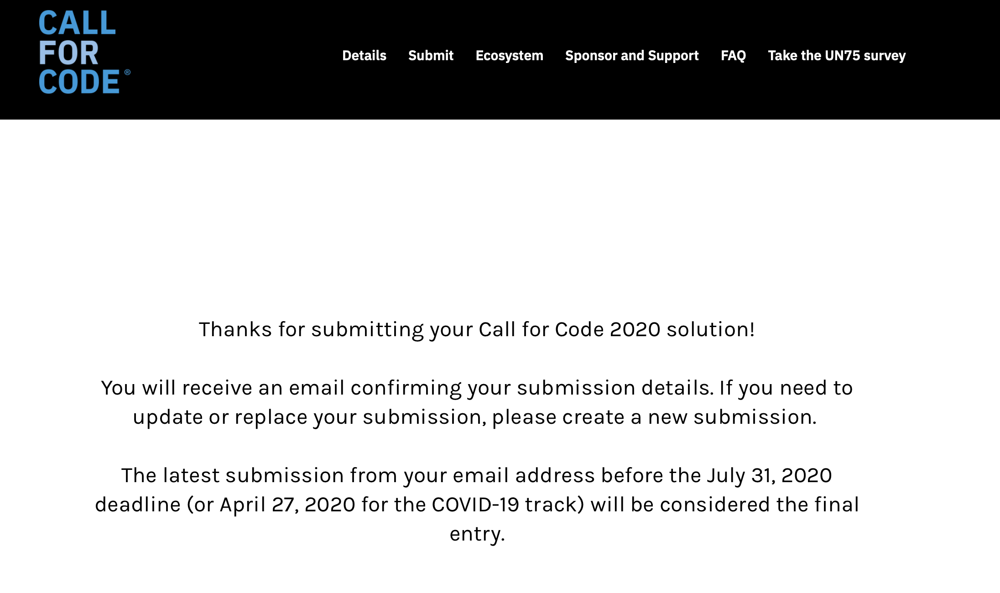 CALL
FOR
CODE ®
Details Submit Ecosystem Sponsor and Support FAQ Take the UN75 survey
Thanks for submitting your Call for Code 2020 solution!
You will receive an email confirming your submission details. If you need to
update or replace your submission, please create a new submission.
The latest submission from your email address before the July 31, 2020
deadline (or April 27, 2020 for the COVID-19 track) will be considered the final
entry.